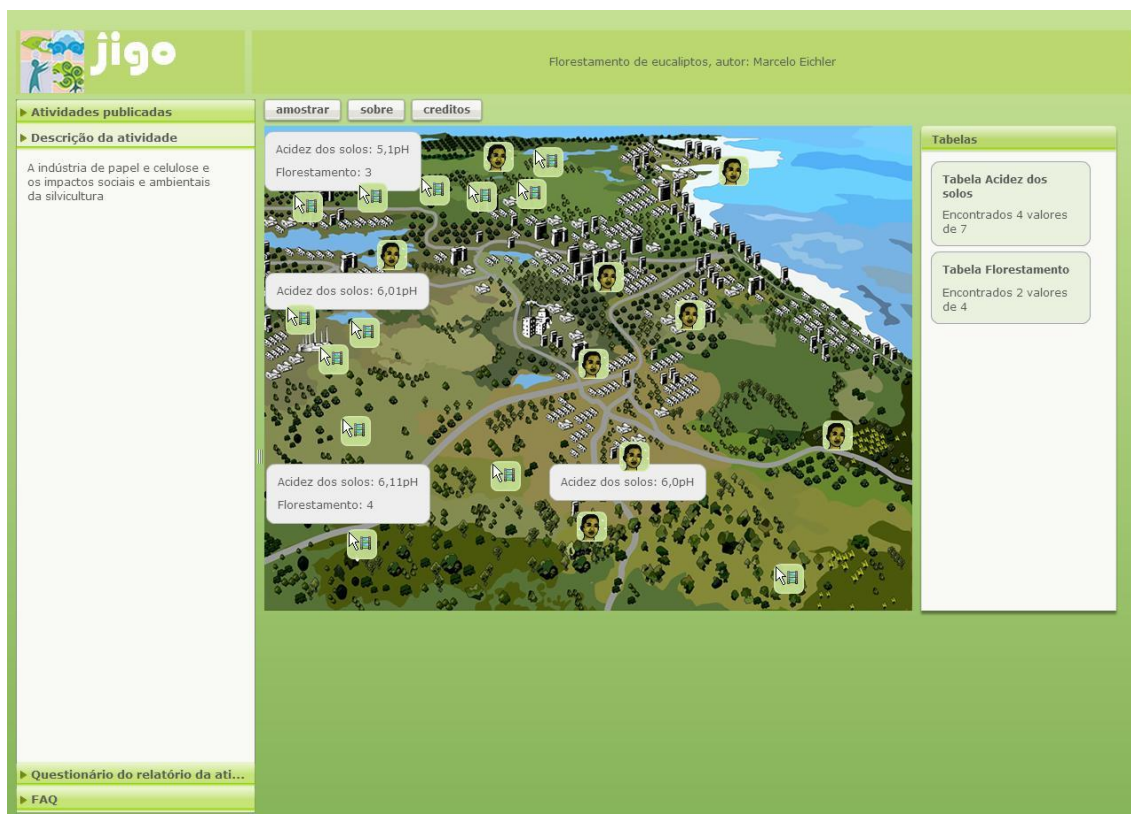 ĵigo
Florestamento de eucaliptos, autor: Marcelo Eichler
Atividades publicadas
Descrição da atividade
A indústria de papel e celulose e
os impactos sociais e ambientais
da silvicultura
Questionário do relatório da ati...
FAQ
amostrar sobre creditos
Acidez dos solos: 5,1pH
Florestamento: 3
Acidez dos solos: 6,01pH
Acidez dos solos: 6,11pH
Florestamento: 4
Acidez dos solos: 6,0pH
Tabelas
Tabela Acidez dos
solos
Encontrados 4 valores
de 7
Tabela Florestamento
Encontrados 2 valores
de 4